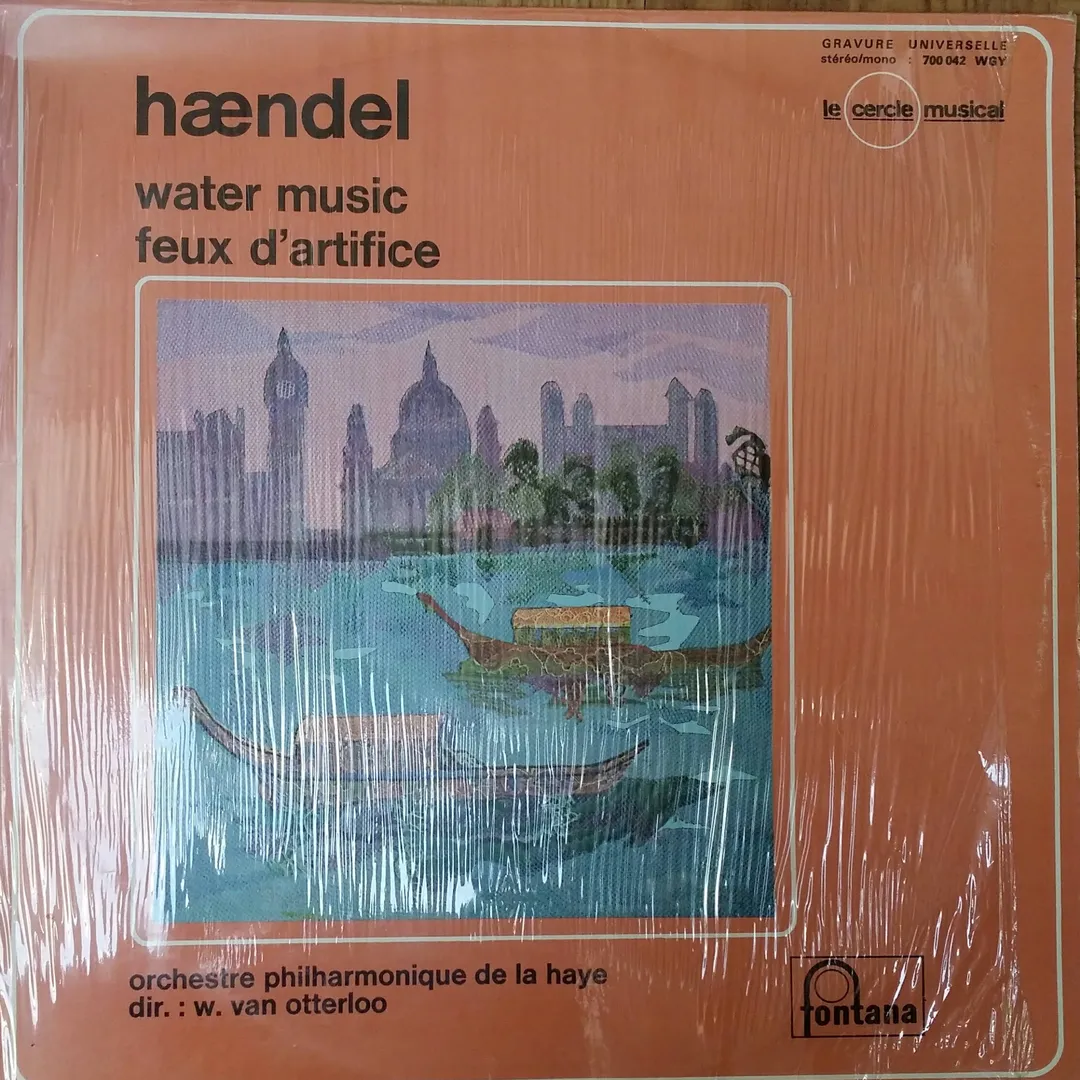 GRAVURE UNIVERSELLE
stéréo/mono : 700 042 WGY
le cercle musical
hændel
water music
feux d'artifice
orchestre philharmonique de la haye
dir. : w. van otterloo
fontana